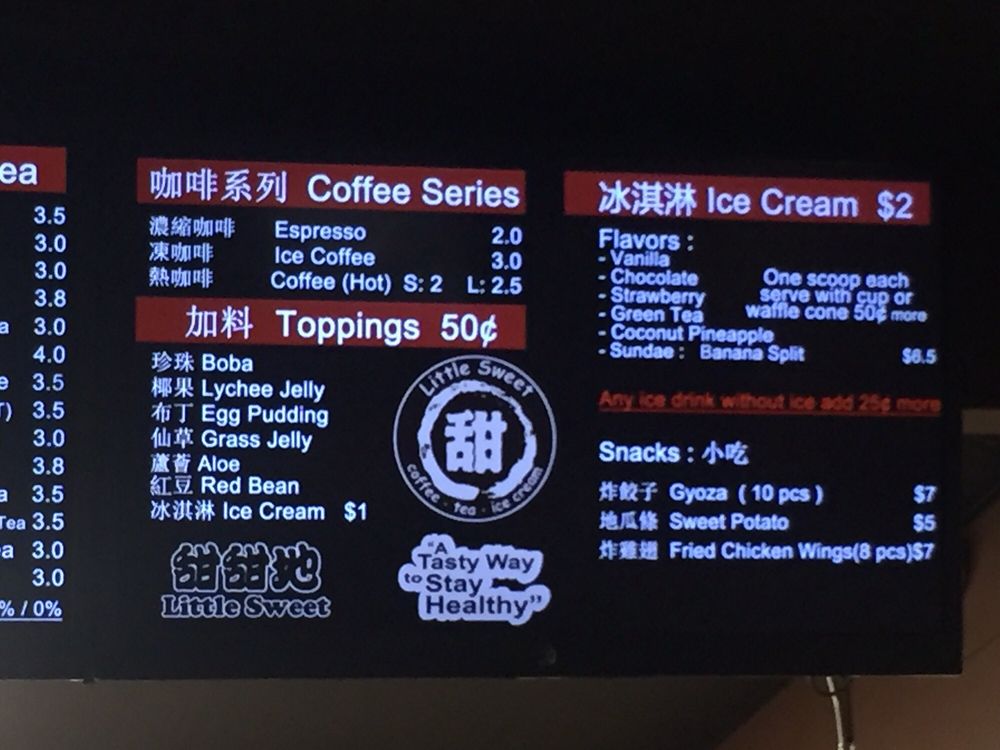 ea
3.5
3.0
3.0
3.8
a 3.0
4.0
e 3.5
T) 3.5
3.0
3.8
a 3.5
Tea 3.5
ea 3.0
3.0
% / 0%
咖啡系列 Coffee Series
濃縮咖啡 Espresso 2.0
凍咖啡 Ice Coffee 3.0
熱咖啡 Coffee (Hot) S: 2 L: 2.5
加料 Toppings 50¢
珍珠 Boba
椰果 Lychee Jelly
布丁 Egg Pudding
仙草 Grass Jelly
蘆薈 Aloe
紅豆 Red Bean
冰淇淋 Ice Cream $1
Little Sweet
甜
coffee · tea · ice cream
甜甜地
Little Sweet
"A
Tasty Way
to Stay
Healthy"
冰淇淋 Ice Cream $2
Flavors :
- Vanilla
- Chocolate
- Strawberry
- Green Tea
- Coconut Pineapple
- Sundae : Banana Split $6.5
One scoop each
serve with cup or
waffle cone 50¢ more
Any ice drink without ice add 25¢ more
Snacks : 小吃
炸餃子 Gyoza ( 10 pcs ) $7
地瓜條 Sweet Potato $5
炸雞翅 Fried Chicken Wings(8 pcs)$7